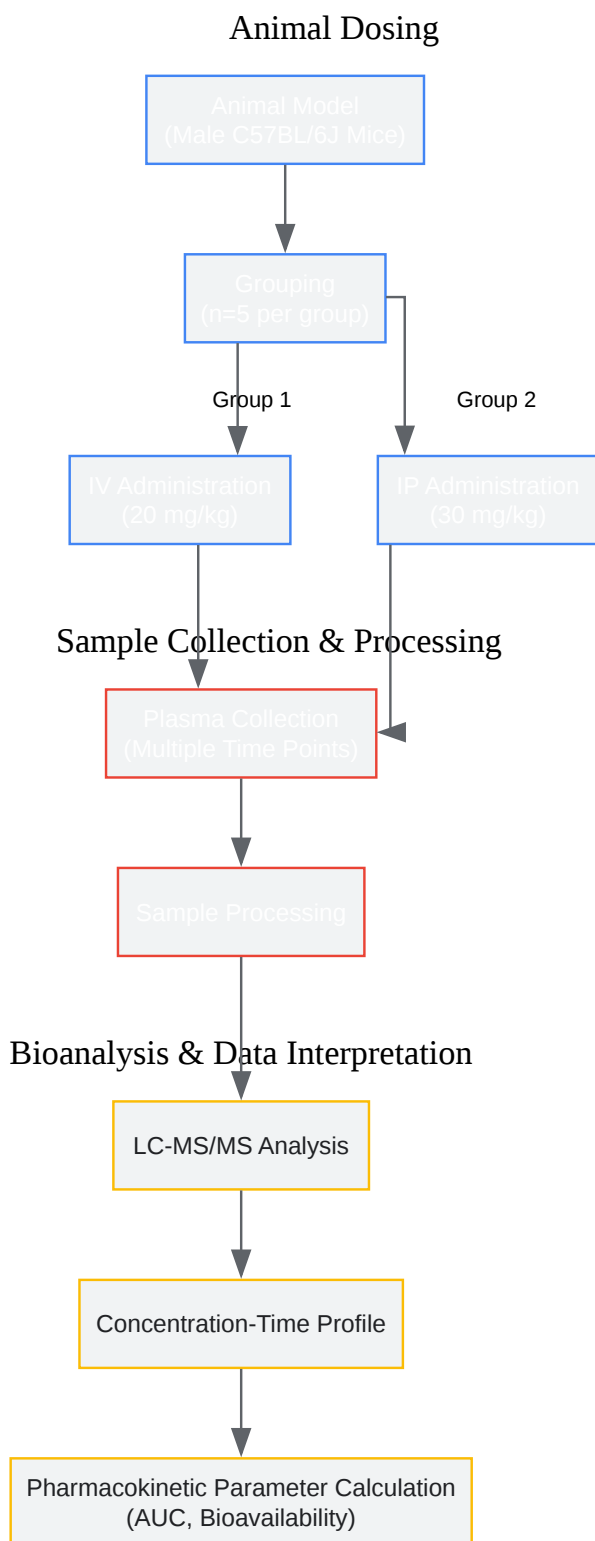 Animal Dosing
Animal Model
(Male C57BL/6J Mice)
Grouping
(n=5 per group)
Group 1
Group 2
IV Administration
(20 mg/kg)
IP Administration
(30 mg/kg)
Sample Collection & Processing
Plasma Collection
(Multiple Time Points)
Sample Processing
Bioanalysis & Data Interpretation
LC-MS/MS Analysis
Concentration-Time Profile
Pharmacokinetic Parameter Calculation
(AUC, Bioavailability)